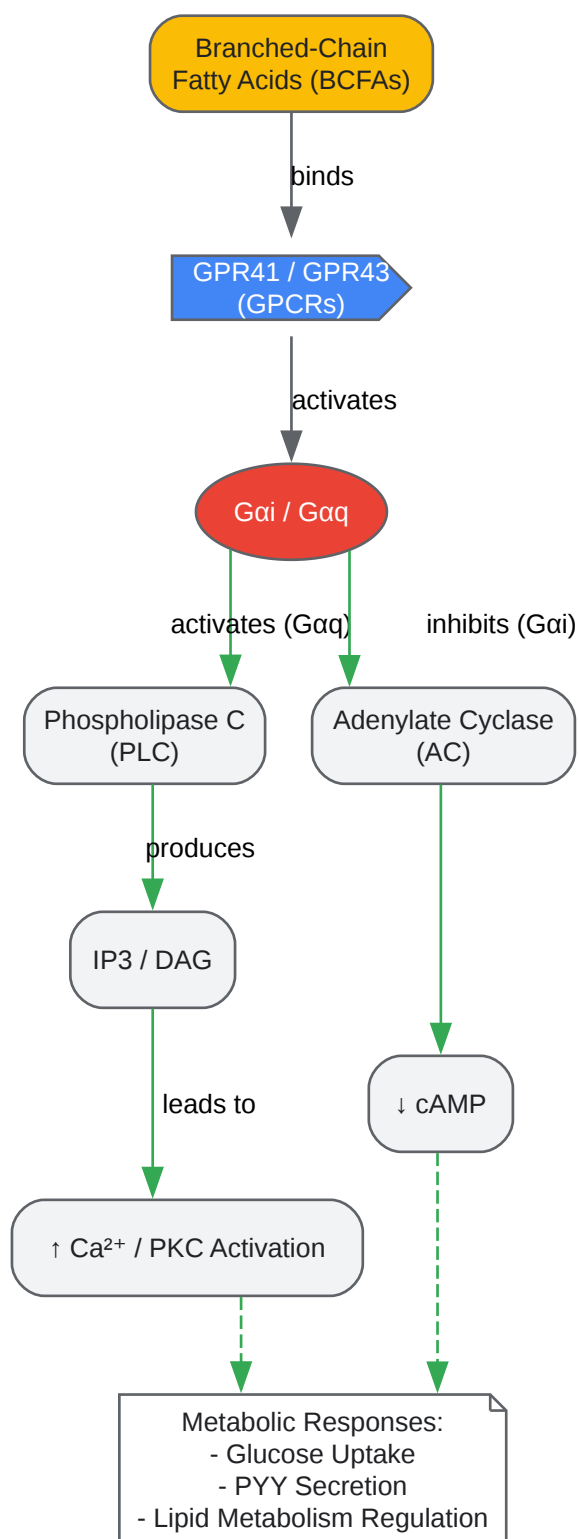 Branched-Chain
Fatty Acids (BCFAs)
binds
GPR41 / GPR43
(GPCRs)
activates
Gαi / Gαq
activates (Gαq)
inhibits (Gαi)
Phospholipase C
(PLC)
Adenylate Cyclase
(AC)
produces
IP3 / DAG
↓ cAMP
leads to
↑ Ca²⁺ / PKC Activation
Metabolic Responses:
- Glucose Uptake
- PYY Secretion
- Lipid Metabolism Regulation